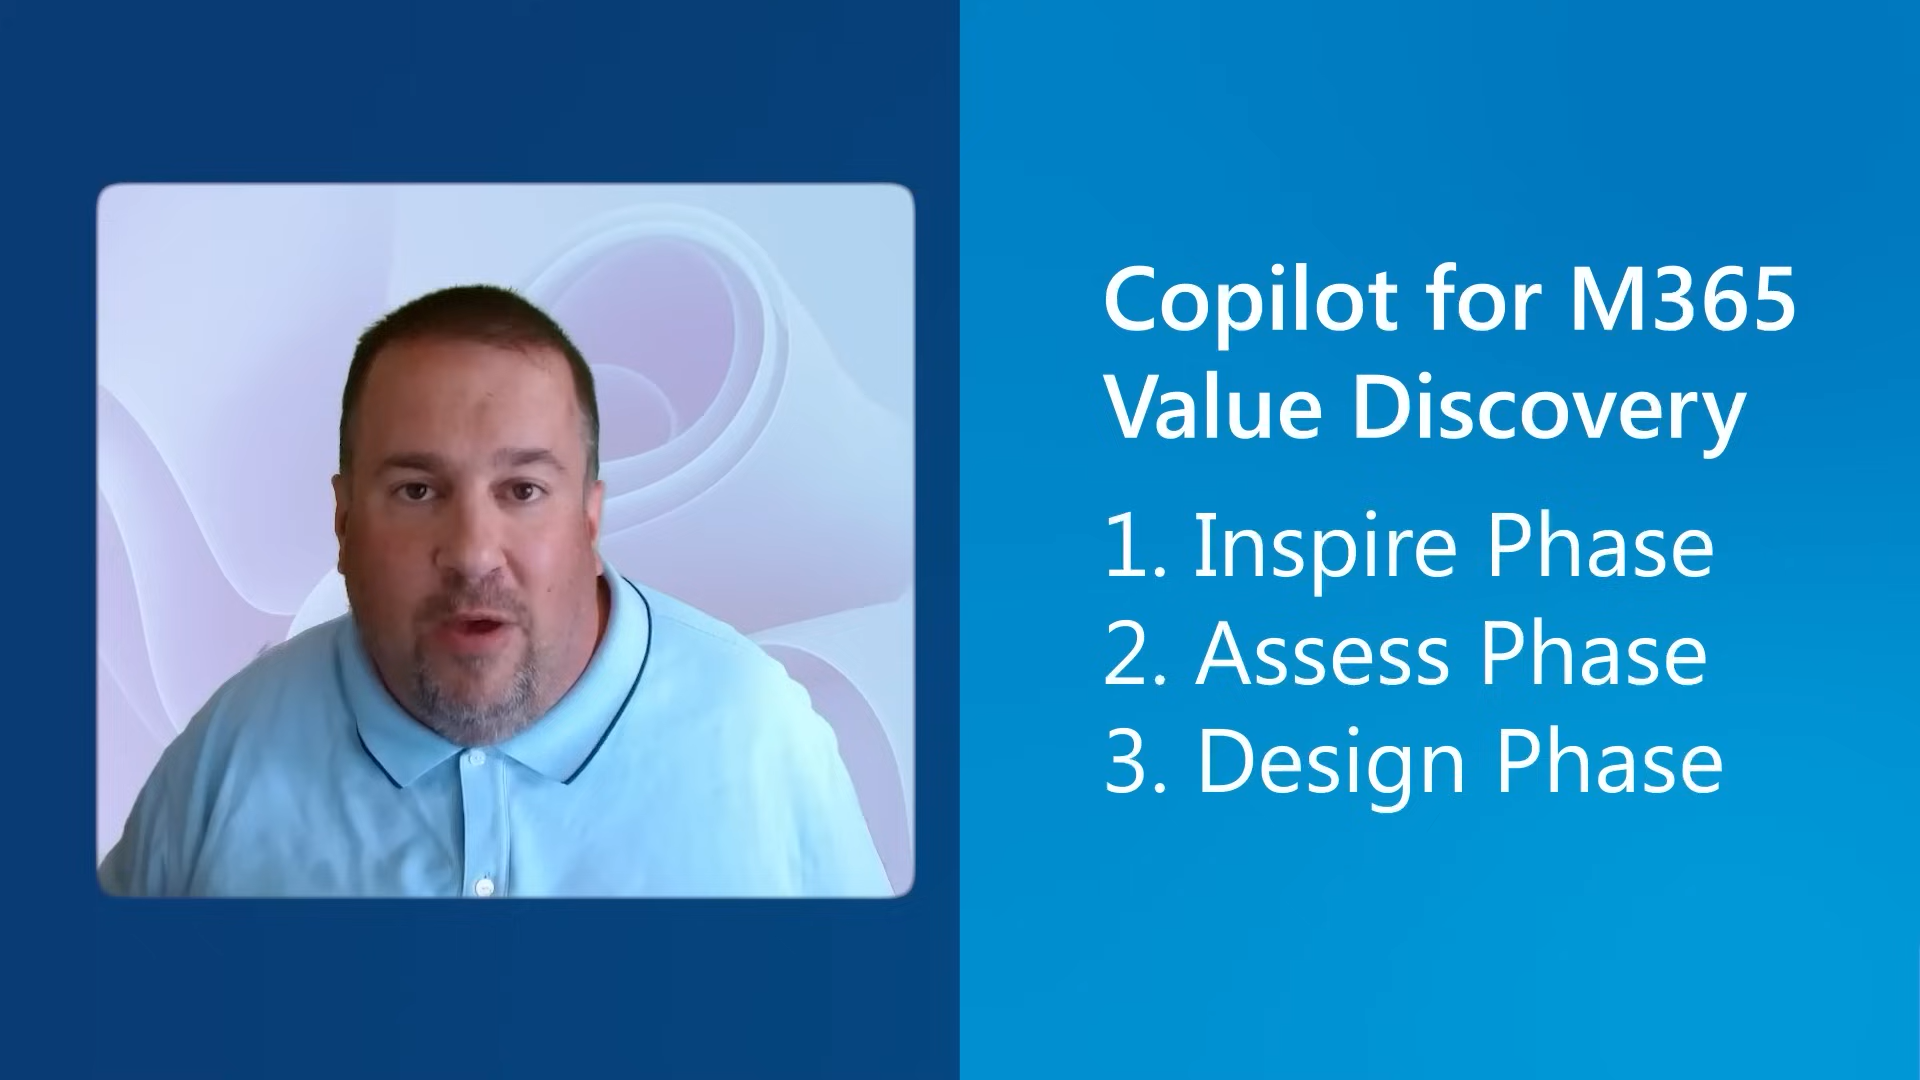 Copilot for M365
Value Discovery
1. Inspire Phase
2. Assess Phase
3. Design Phase